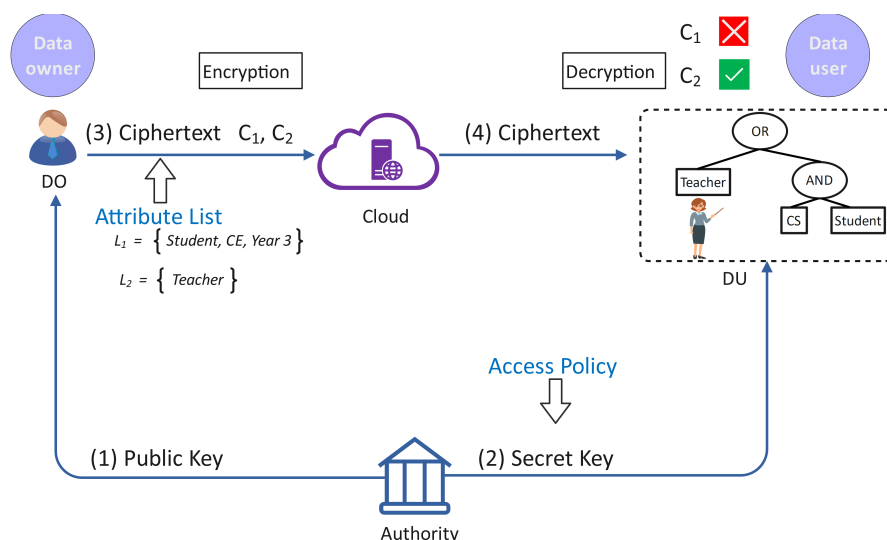 Data
owner
Encryption
Decryption
C₁
C₂
Data
user
(3) Ciphertext C₁, C₂
(4) Ciphertext
OR
Teacher
AND
CS
Student
DO
Cloud
Attribute List
L₁ = { Student, CE, Year 3 }
L₂ = { Teacher }
DU
Access Policy
(1) Public Key
(2) Secret Key
Authority